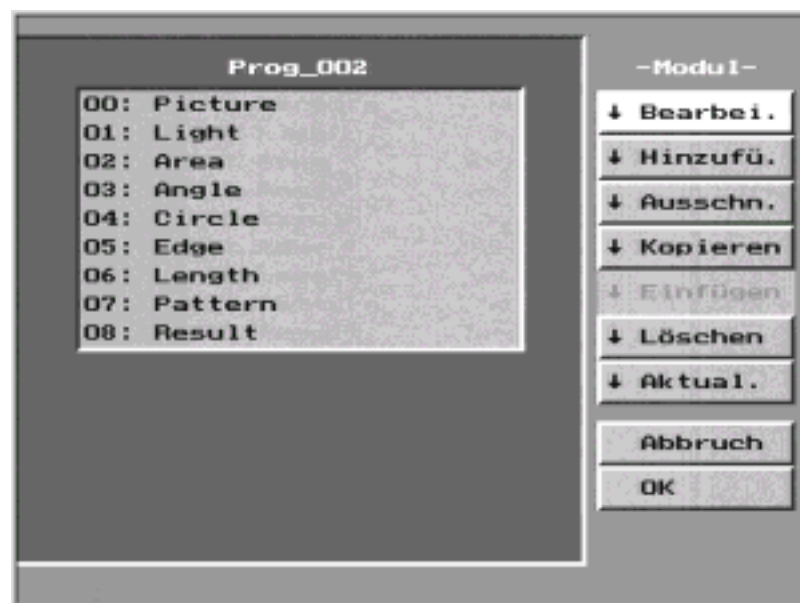 Prog_002
00: Picture
01: Light
02: Area
03: Angle
04: Circle
05: Edge
06: Length
07: Pattern
08: Result
-Modul-
↓ Bearbei.
↓ Hinzufü.
↓ Ausschn.
↓ Kopieren
↓ Einfügen
↓ Löschen
↓ Aktual.
Abbruch
OK